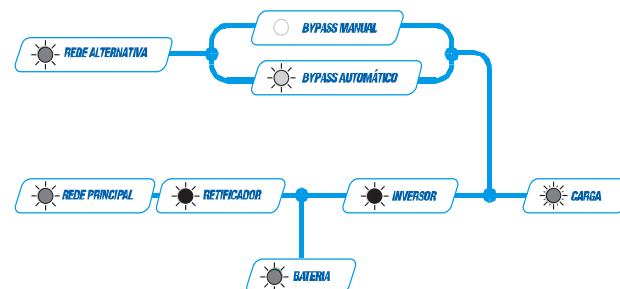 BYPASS MANUAL
REDE ALTERNATIVA
BYPASS AUTOMÁTICO
REDE PRINCIPAL
RETIFICADOR
INVERSOR
CARGA
BATERIA